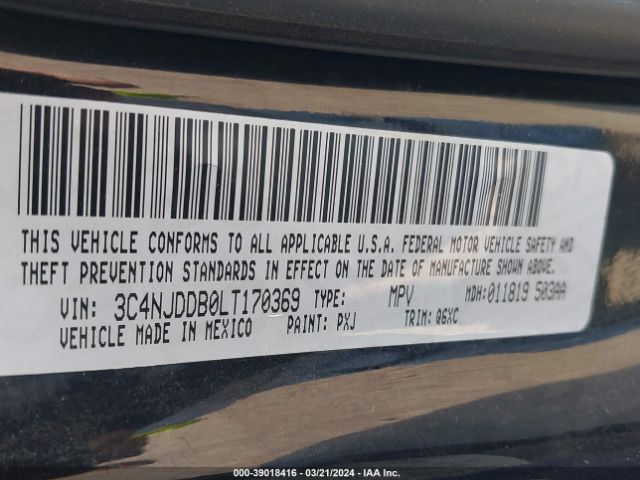 THIS VEHICLE CONFORMS TO ALL APPLICABLE U.S.A. FEDERAL MOTOR VEHICLE SAFETY AND
THEFT PREVENTION STANDARDS IN EFFECT ON THE DATE OF MANUFACTURE SHOWN ABOVE.
VIN: 3C4NJDDB0LT170369 TYPE: MPV MDH:011819 503AA
VEHICLE MADE IN MEXICO PAINT: PXJ TRIM: Q6XC
000-39018416 - 03/21/2024 - IAA Inc.